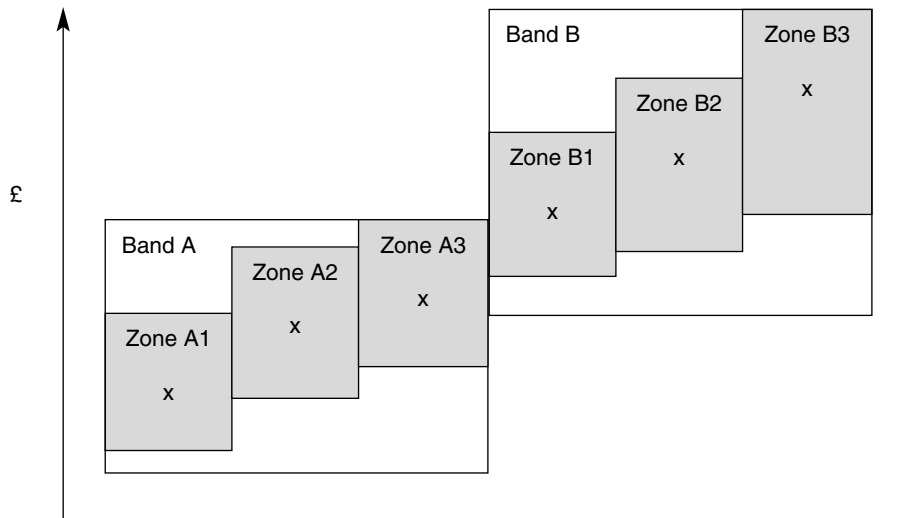 £
Band A
Zone A1
x
Zone A2
x
Zone A3
x
Band B
Zone B1
x
Zone B2
x
Zone B3
x